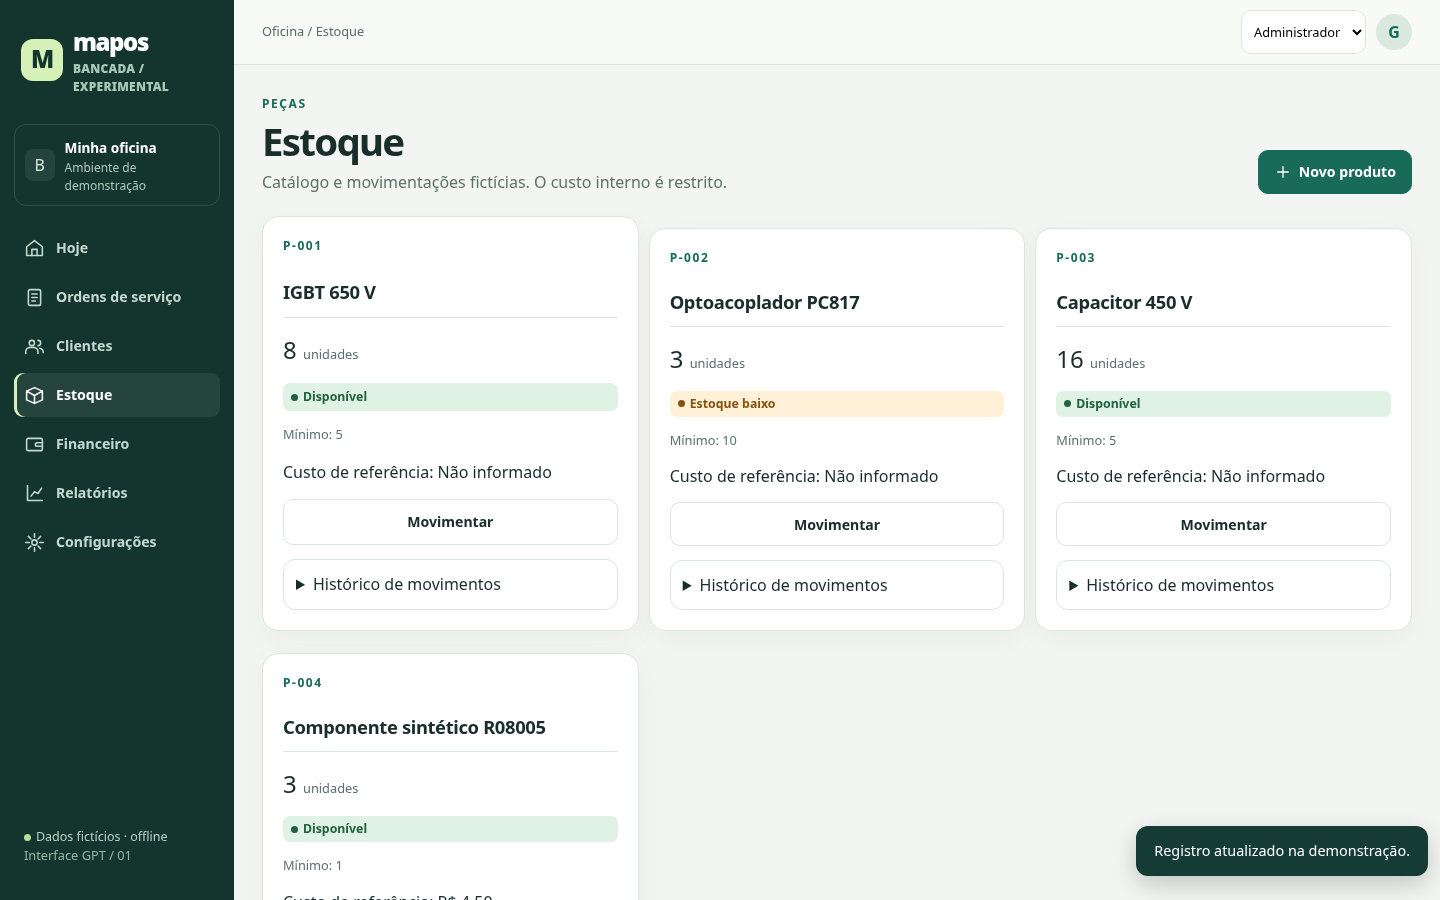 M
mapos
BANCADA /
EXPERIMENTAL
B
Minha oficina
Ambiente de
demonstração
Hoje
Ordens de serviço
Clientes
Estoque
Financeiro
Relatórios
Configurações
Dados fictícios · offline
Interface GPT / 01
Oficina / Estoque
Administrador
G
PEÇAS
Estoque
Catálogo e movimentações fictícias. O custo interno é restrito.
Novo produto
P-001
IGBT 650 V
8 unidades
Disponível
Mínimo: 5
Custo de referência: Não informado
Movimentar
Histórico de movimentos
P-002
Optoacoplador PC817
3 unidades
Estoque baixo
Mínimo: 10
Custo de referência: Não informado
Movimentar
Histórico de movimentos
P-003
Capacitor 450 V
16 unidades
Disponível
Mínimo: 5
Custo de referência: Não informado
Movimentar
Histórico de movimentos
P-004
Componente sintético R08005
3 unidades
Disponível
Mínimo: 1
Custo de referência: R$ 4,50
Registro atualizado na demonstração.